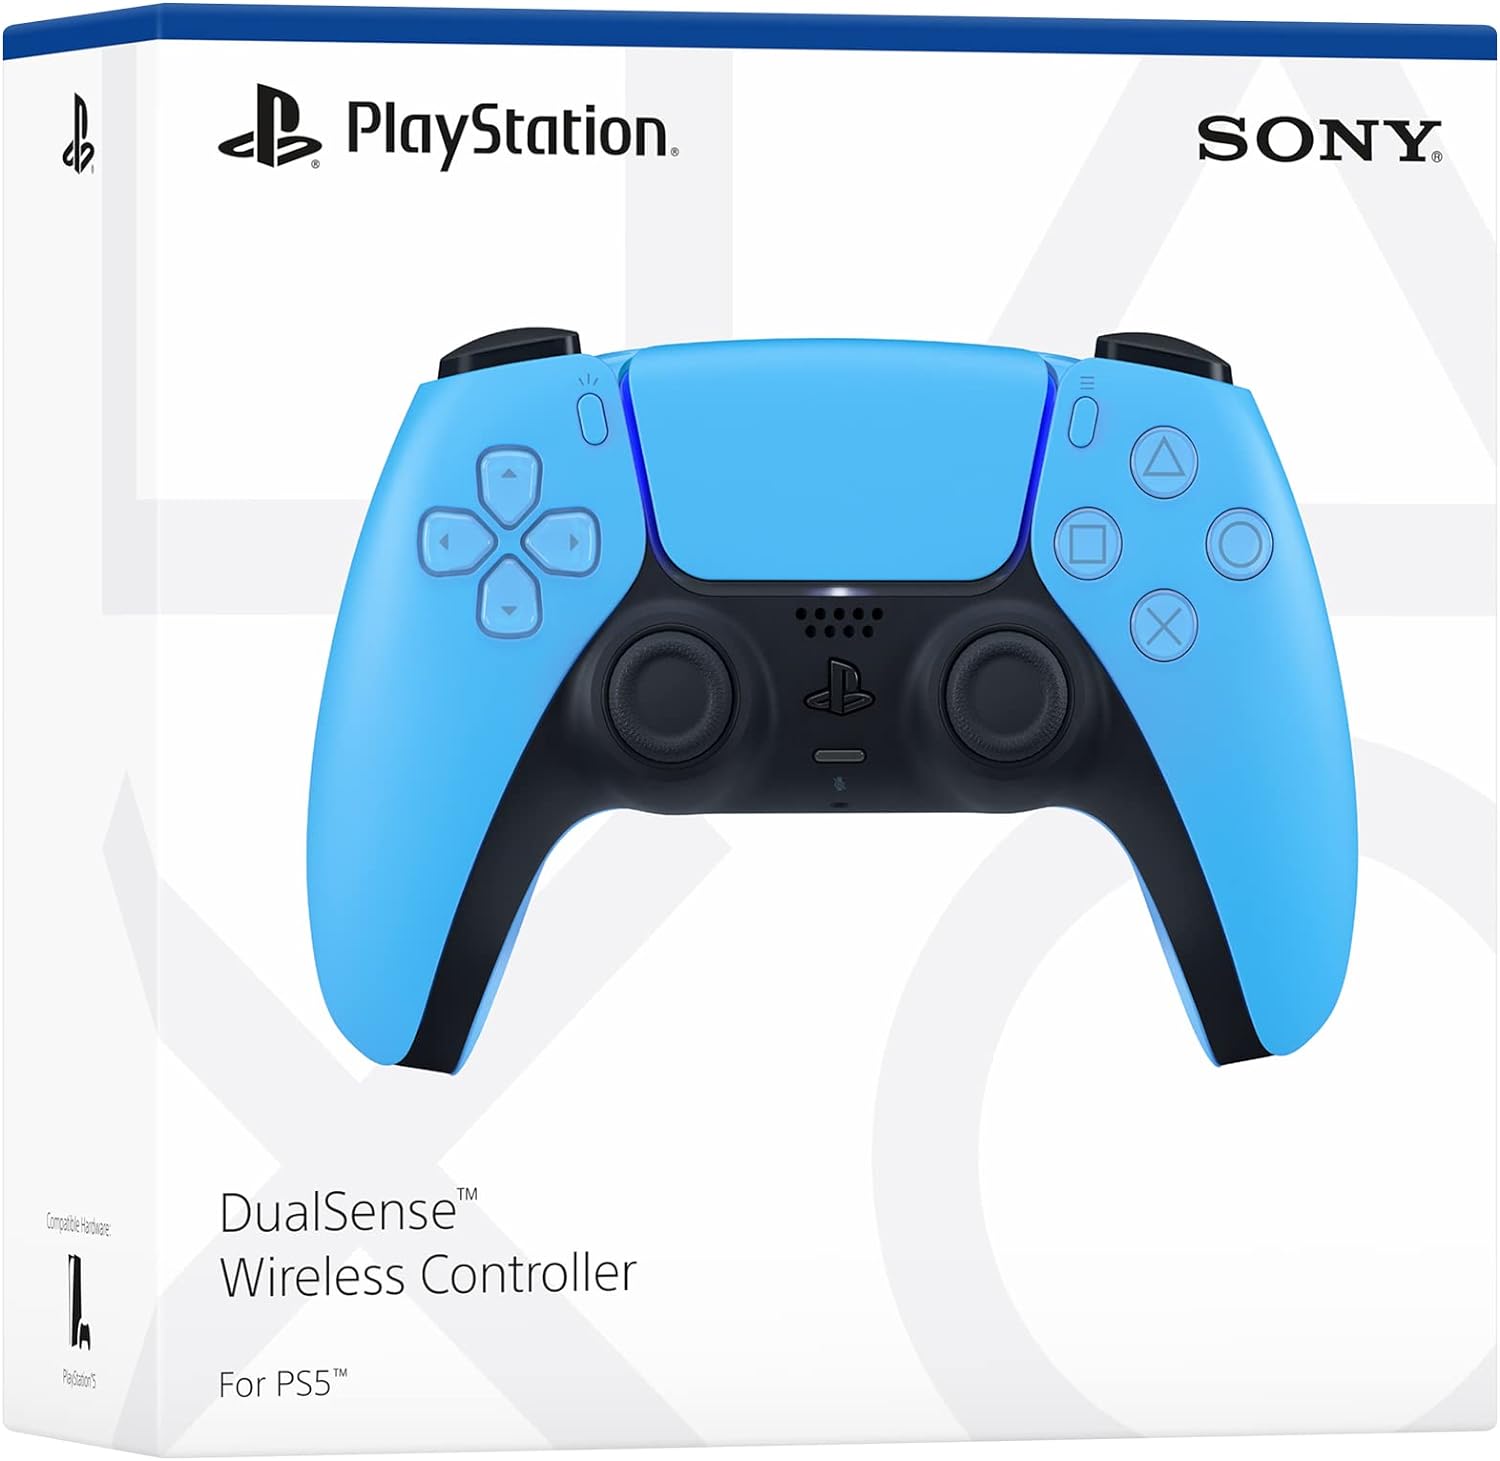 PlayStation®
SONY®
DualSense™
Wireless Controller
For PS5™
Compatible Hardware:
PlayStation®5